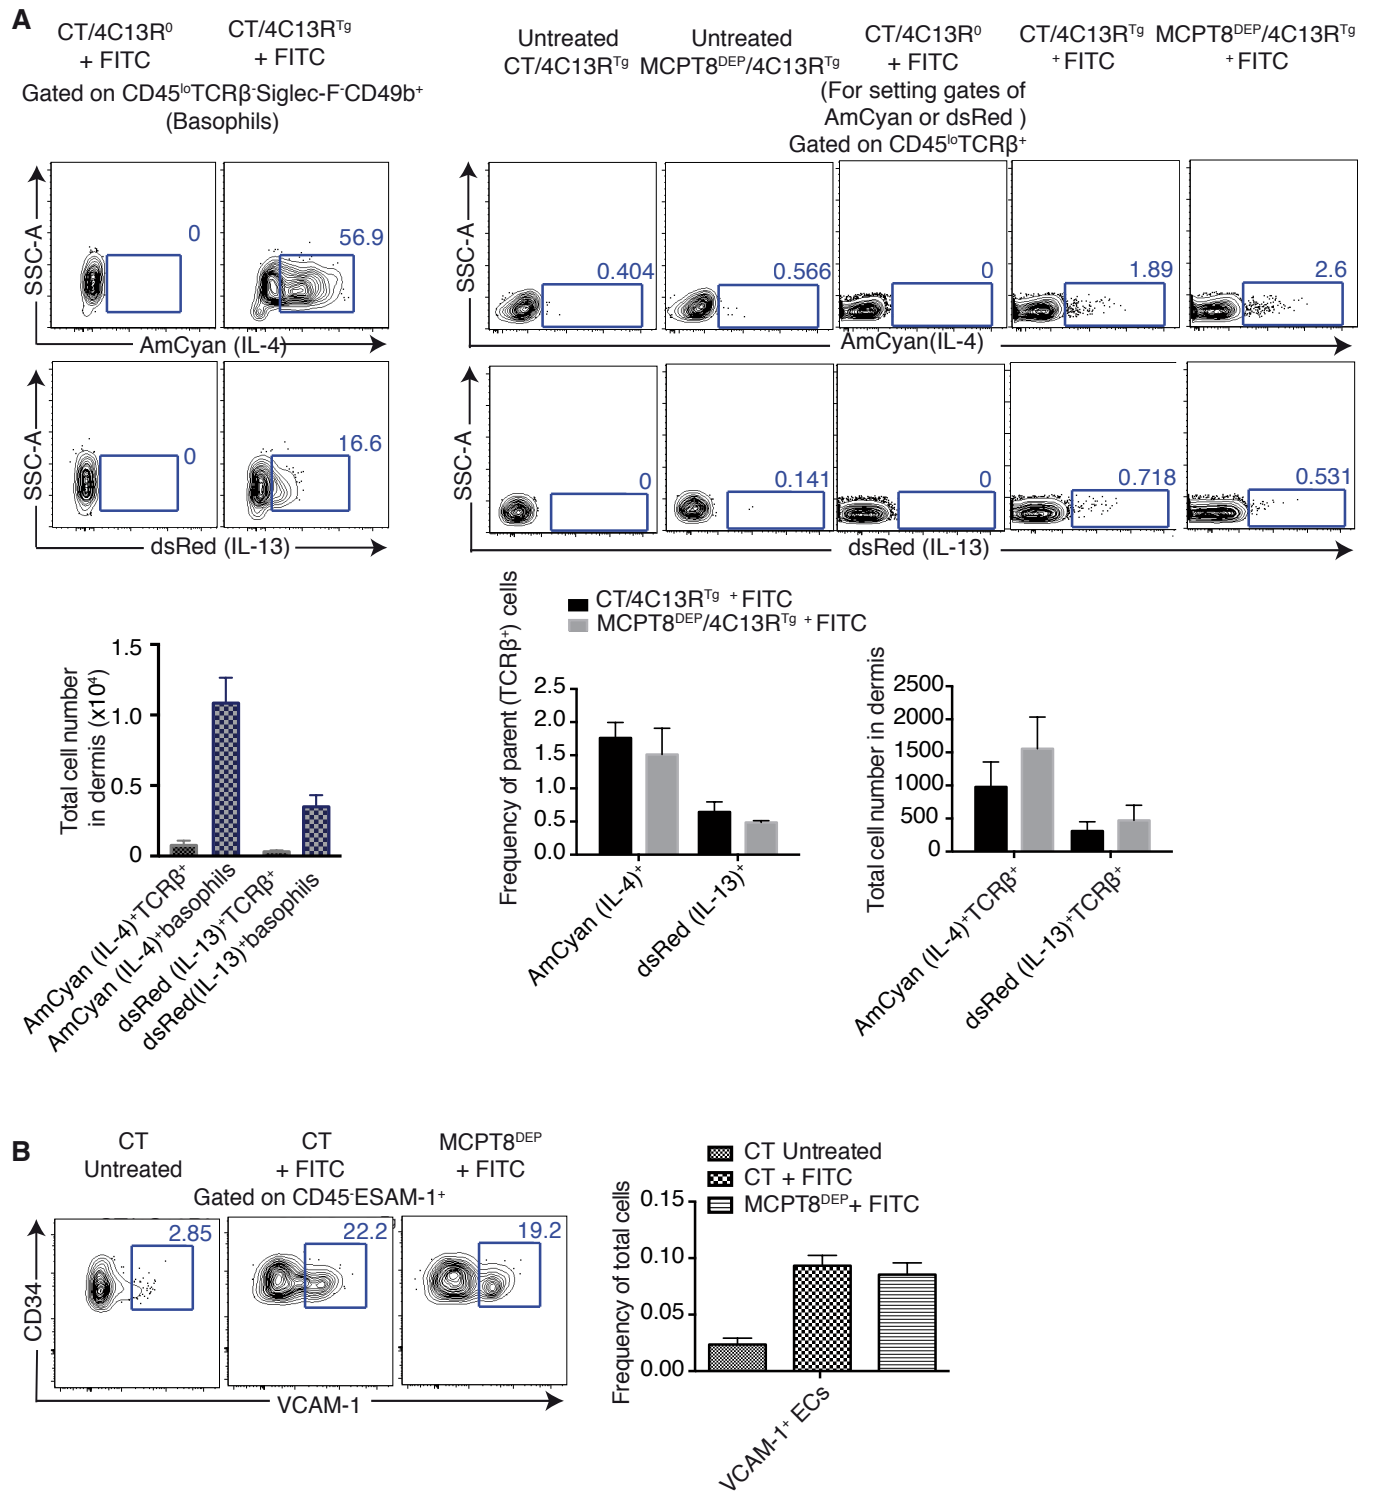 A
CT/4C13R⁰
+ FITC
CT/4C13Rᵀᵍ
+ FITC
Gated on CD45ˡᵒTCRβ⁻Siglec-F⁻CD49b⁺
(Basophils)
Untreated
CT/4C13Rᵀᵍ
Untreated
MCPT8ᴰᴱᴾ/4C13Rᵀᵍ
CT/4C13R⁰
+ FITC
(For setting gates of
AmCyan or dsRed )
Gated on CD45ˡᵒTCRβ⁺
CT/4C13Rᵀᵍ
+ FITC
MCPT8ᴰᴱᴾ/4C13Rᵀᵍ
+ FITC
SSC-A
0
56.9
AmCyan (IL-4)
SSC-A
0
16.6
dsRed (IL-13)
SSC-A
0.404
0.566
0
1.89
2.6
AmCyan(IL-4)
SSC-A
0
0.141
0
0.718
0.531
dsRed (IL-13)
Total cell number
in dermis (x10⁴)
1.5
1.0
0.5
0
AmCyan (IL-4)⁺TCRβ⁺
AmCyan (IL-4)⁺basophils
dsRed (IL-13)⁺TCRβ⁺
dsRed(IL-13)⁺basophils
CT/4C13Rᵀᵍ + FITC
MCPT8ᴰᴱᴾ/4C13Rᵀᵍ + FITC
Frequency of parent (TCRβ⁺) cells
2.5
2.0
1.5
1.0
0.5
0.0
AmCyan (IL-4)⁺
dsRed (IL-13)⁺
Total cell number in dermis
2500
2000
1500
1000
500
0
AmCyan (IL-4)⁺TCRβ⁺
dsRed (IL-13)⁺TCRβ⁺
B
CT
Untreated
CT
+ FITC
MCPT8ᴰᴱᴾ
+ FITC
Gated on CD45⁻ESAM-1⁺
CD34
2.85
22.2
19.2
VCAM-1
CT Untreated
CT + FITC
MCPT8ᴰᴱᴾ+ FITC
Frequency of total cells
0.15
0.10
0.05
0.00
VCAM-1⁺ ECs